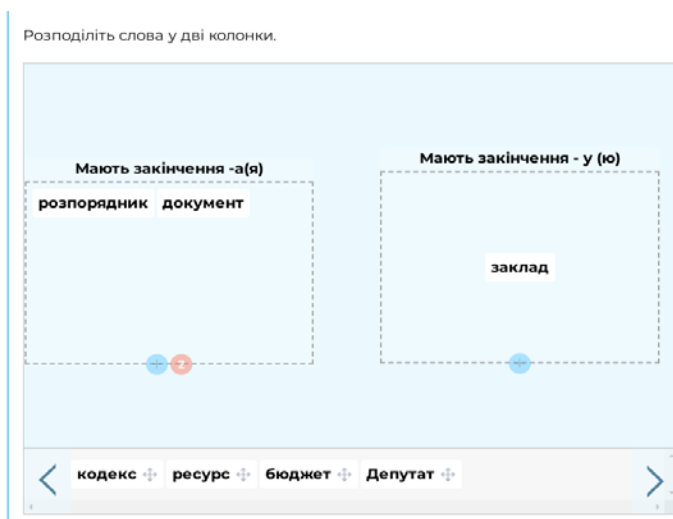 Розподіліть слова у дві колонки.
Мають закінчення -а(я)
розпорядник документ
Мають закінчення - у (ю)
заклад
кодекс ресурс бюджет Депутат